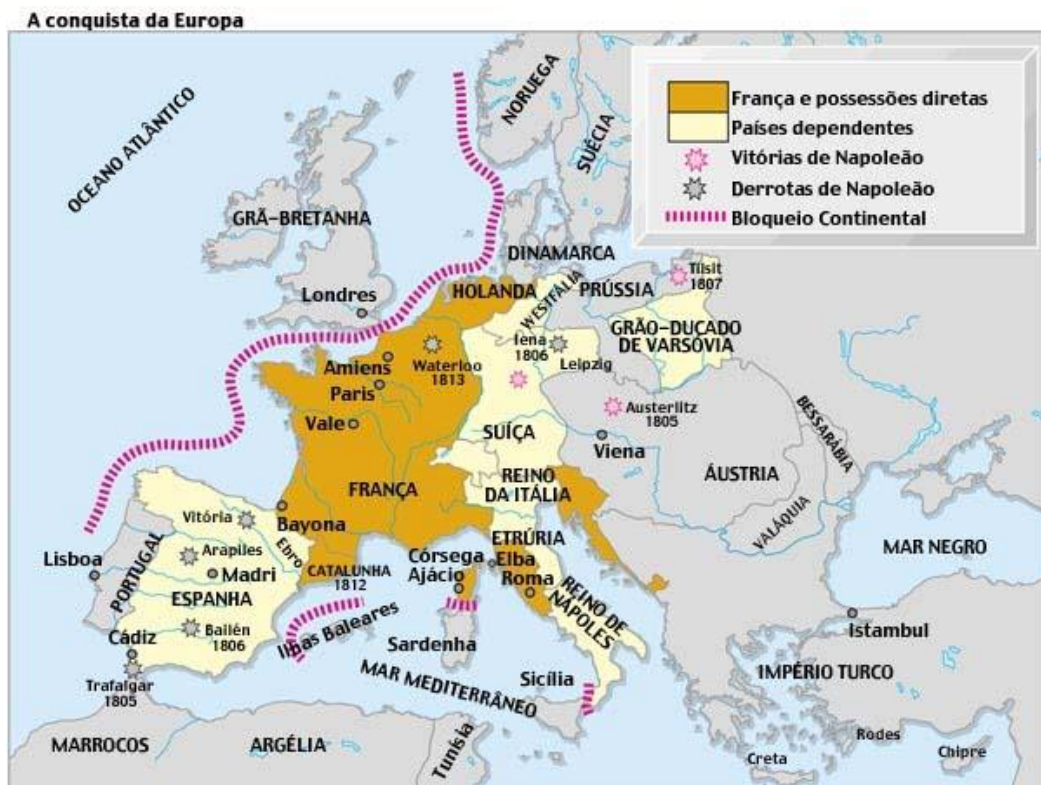 A conquista da Europa
França e possessões diretas
Países dependentes
Vitórias de Napoleão
Derrotas de Napoleão
Bloqueio Continental
OCEANO ATLÂNTICO
NORUEGA
SUÉCIA
GRÃ-BRETANHA
DINAMARCA
Londres
HOLANDA
WESTFÁLIA
PRÚSSIA
Tilsit
1807
GRÃO-DUCADO
DE VARSÓVIA
Iena
1806
Leipzig
Amiens
Waterloo
1813
Paris
Vale
Austerlitz
1805
Viena
SUÍÇA
BESSARÁBIA
ÁUSTRIA
REINO
DA ITÁLIA
FRANÇA
VALÁQUIA
Vitória
Bayona
ETRÚRIA
MAR NEGRO
Lisboa
PORTUGAL
Arapiles
Ebro
Madri
CATALUNHA
1812
Córsega
Ajácio
Elba
Roma
ESPANHA
REINO DE
NÁPOLES
Cádiz
Bailén
1806
Ilhas Baleares
Sardenha
Istambul
Trafalgar
1805
MAR MEDITERRÂNEO
Sicília
IMPÉRIO TURCO
MARROCOS
ARGÉLIA
Tunísia
Rodes
Creta
Chipre